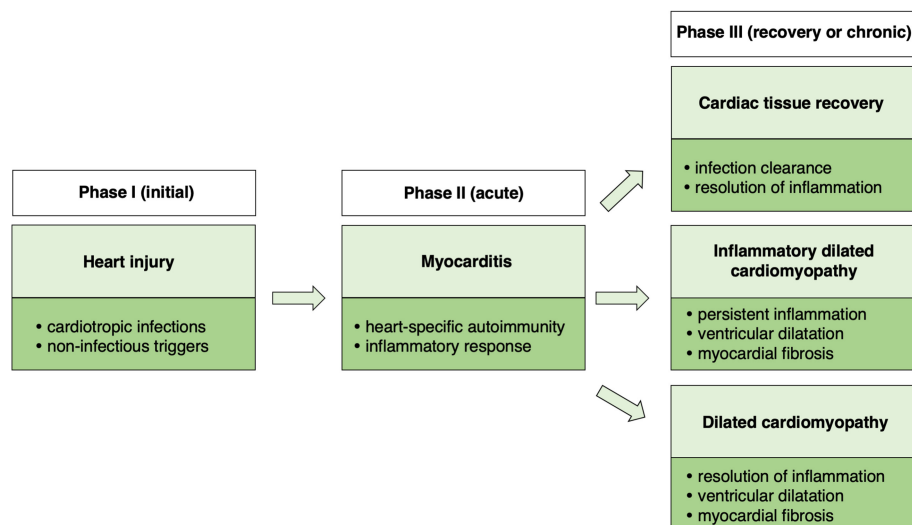 Phase I (initial)
Heart injury
• cardiotropic infections
• non-infectious triggers
Phase II (acute)
Myocarditis
• heart-specific autoimmunity
• inflammatory response
Phase III (recovery or chronic)
Cardiac tissue recovery
• infection clearance
• resolution of inflammation
Inflammatory dilated
cardiomyopathy
• persistent inflammation
• ventricular dilatation
• myocardial fibrosis
Dilated cardiomyopathy
• resolution of inflammation
• ventricular dilatation
• myocardial fibrosis